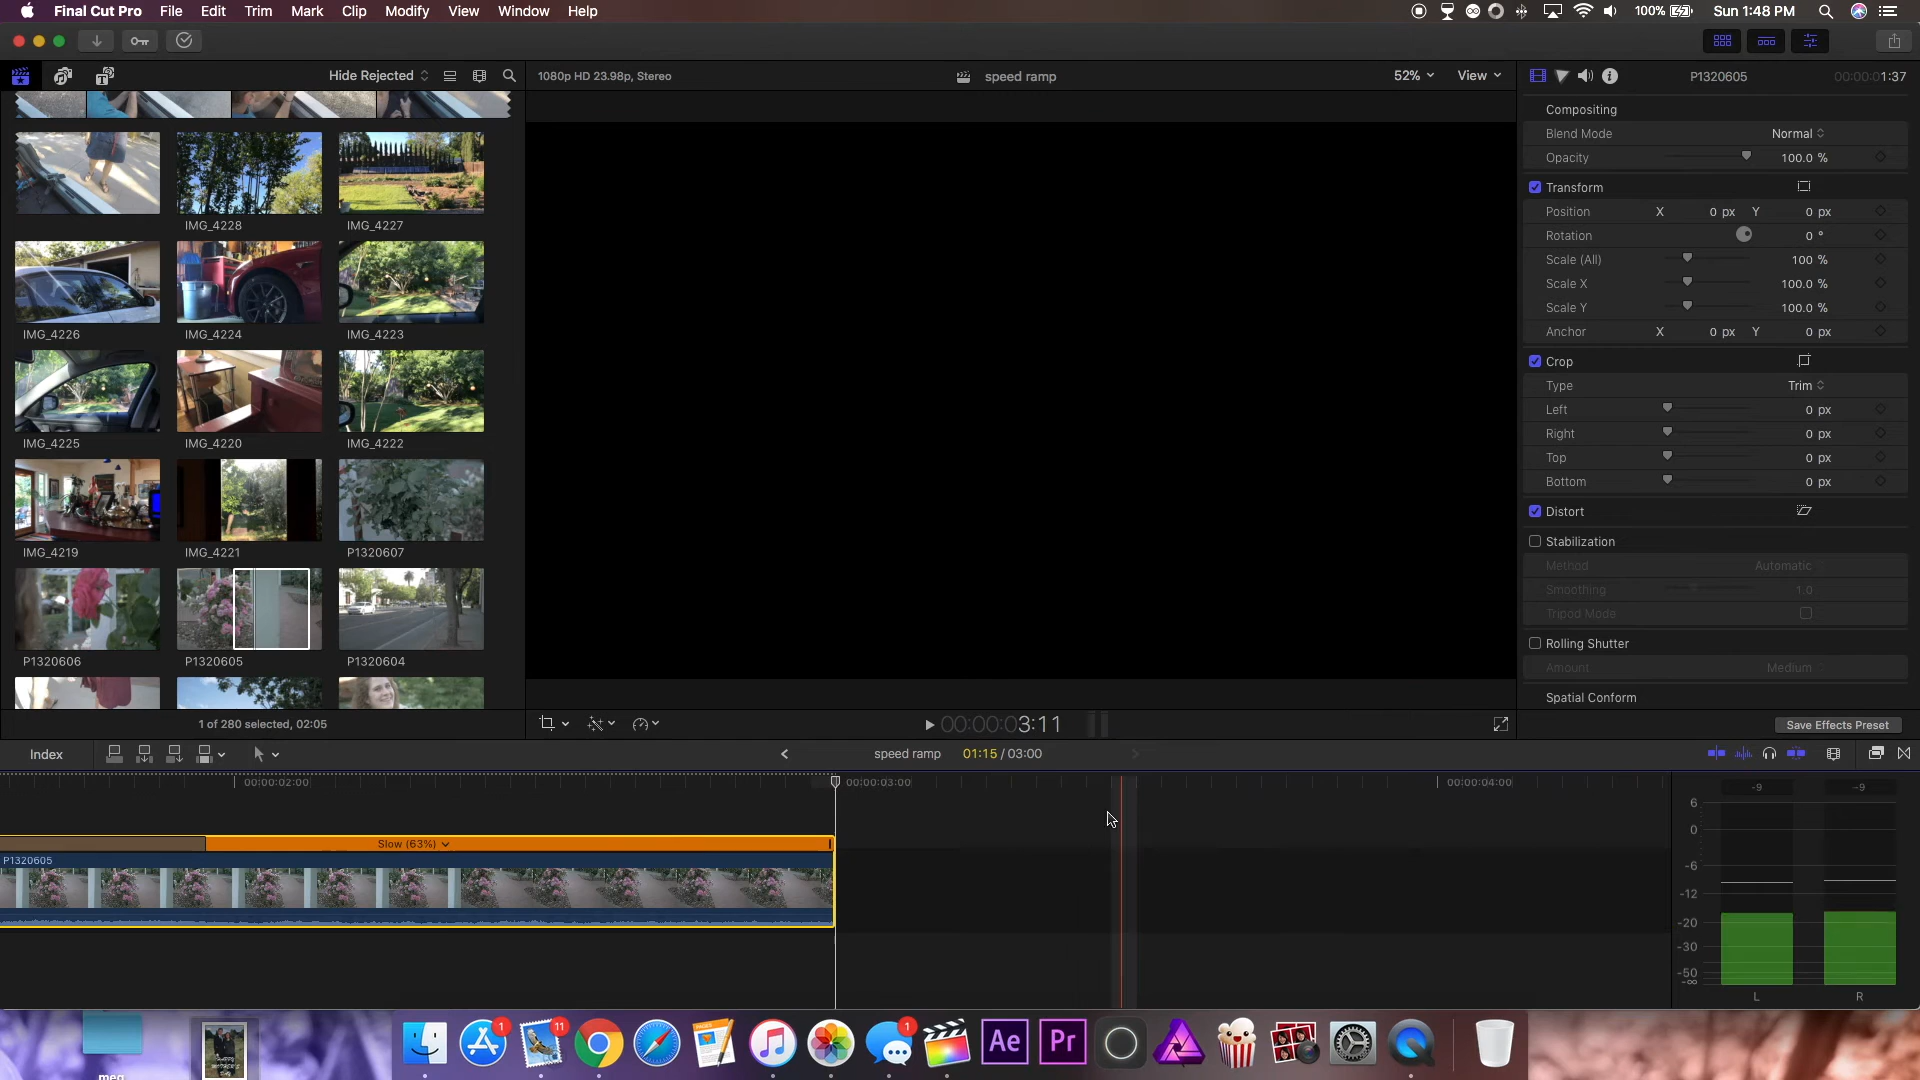 Final Cut Pro File Edit Trim Mark Clip Modify View Window Help
100% Sun 1:48 PM
Hide Rejected
1080p HD 23.98p, Stereo
speed ramp
52% View
P1320605
00:00:01:37
IMG_4228
IMG_4227
IMG_4226
IMG_4224
IMG_4223
IMG_4225
IMG_4220
IMG_4222
IMG_4219
IMG_4221
P1320607
P1320606
P1320605
P1320604
1 of 280 selected, 02:05
Compositing
Blend Mode Normal
Opacity 100.0 %
Transform
Position X 0 px Y 0 px
Rotation 0 °
Scale (All) 100 %
Scale X 100.0 %
Scale Y 100.0 %
Anchor X 0 px Y 0 px
Crop
Type Trim
Left 0 px
Right 0 px
Top 0 px
Bottom 0 px
Distort
Stabilization
Method Automatic
Smoothing 1.0
Tripod Mode
Rolling Shutter
Amount Medium
Spatial Conform
Save Effects Preset
00:00:03:11
Index
speed ramp 01:15 / 03:00
00:00:02:00
00:00:03:00
00:00:04:00
Slow (63%)
P1320605
-9 -9
6
0
-6
-12
-20
-30
-50
-∞
L R
1
11
PAGES
1
Ae
Pr
meg